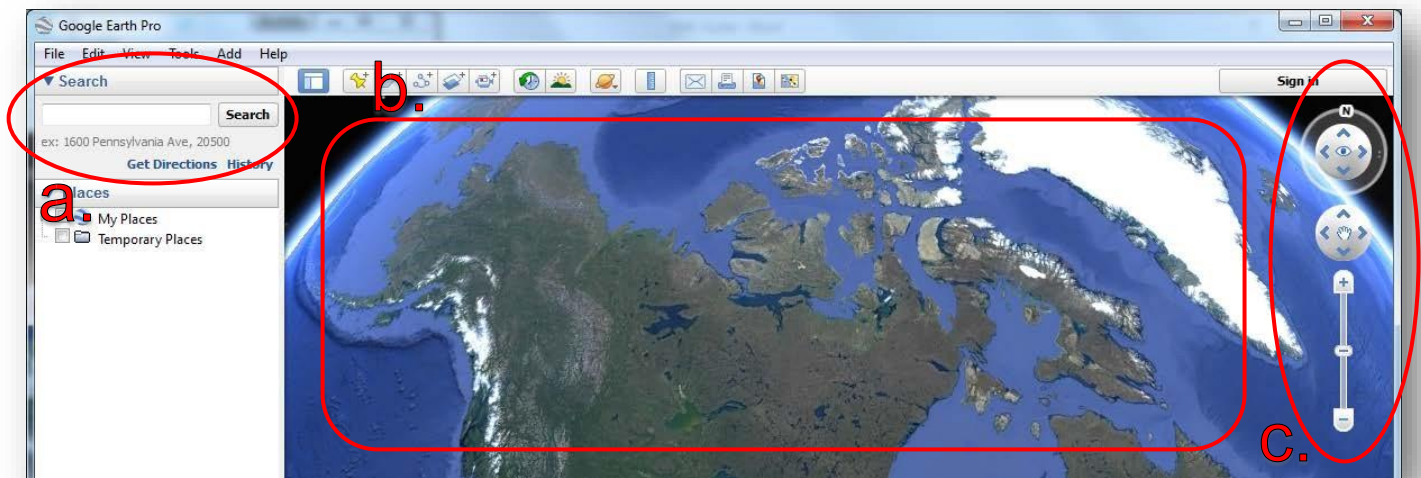 Google Earth Pro
File Edit View Tools Add Help
Search
b.
Sign in
N
Search
ex: 1600 Pennsylvania Ave, 20500
Get Directions History
a.
Places
My Places
Temporary Places
c.